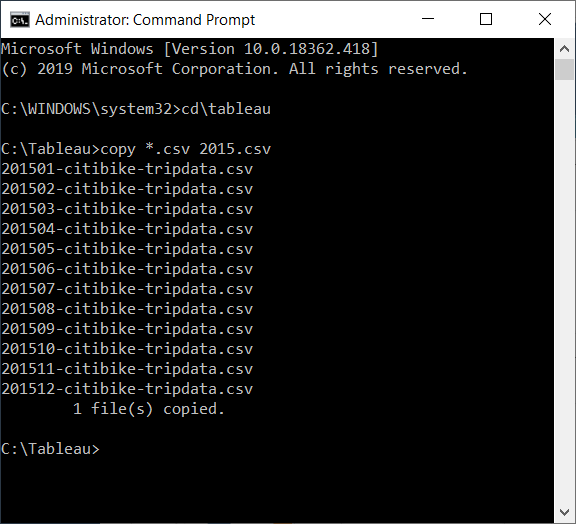 Administrator: Command Prompt
Microsoft Windows [Version 10.0.18362.418]
(c) 2019 Microsoft Corporation. All rights reserved.
C:\WINDOWS\system32>cd\tableau
C:\Tableau>copy *.csv 2015.csv
201501-citibike-tripdata.csv
201502-citibike-tripdata.csv
201503-citibike-tripdata.csv
201504-citibike-tripdata.csv
201505-citibike-tripdata.csv
201506-citibike-tripdata.csv
201507-citibike-tripdata.csv
201508-citibike-tripdata.csv
201509-citibike-tripdata.csv
201510-citibike-tripdata.csv
201511-citibike-tripdata.csv
201512-citibike-tripdata.csv
        1 file(s) copied.
C:\Tableau>